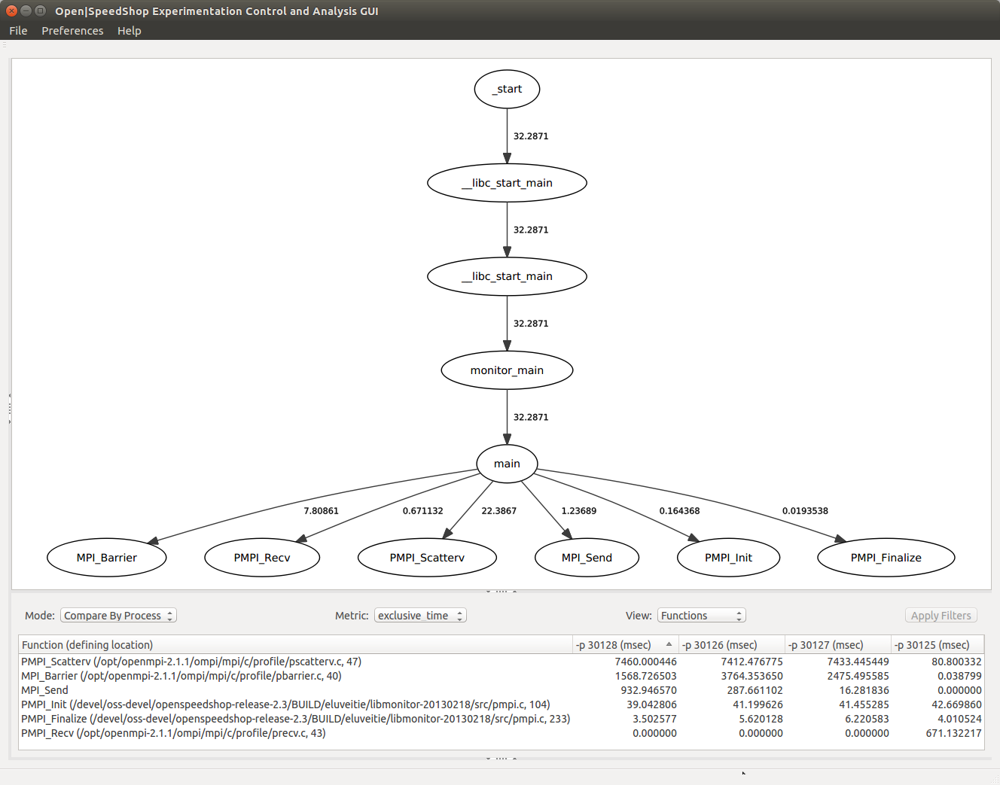 Open|SpeedShop Experimentation Control and Analysis GUI
File Preferences Help
_start
32.2871
__libc_start_main
32.2871
__libc_start_main
32.2871
monitor_main
32.2871
main
7.80861 0.671132 22.3867 1.23689 0.164368 0.0193538
MPI_Barrier PMPI_Recv PMPI_Scatterv MPI_Send PMPI_Init PMPI_Finalize
Mode: Compare By Process Metric: exclusive_time View: Functions Apply Filters
Function (defining location) -p 30128 (msec) -p 30126 (msec) -p 30127 (msec) -p 30125 (msec)
PMPI_Scatterv (/opt/openmpi-2.1.1/ompi/mpi/c/profile/pscatterv.c, 47) 7460.000446 7412.476775 7433.445449 80.800332
MPI_Barrier (/opt/openmpi-2.1.1/ompi/mpi/c/profile/pbarrier.c, 40) 1568.726503 3764.353650 2475.495585 0.038799
MPI_Send 932.946570 287.661102 16.281836 0.000000
PMPI_Init (/devel/oss-devel/openspeedshop-release-2.3/BUILD/eluveitie/libmonitor-20130218/src/pmpi.c, 104) 39.042806 41.199626 41.455285 42.669860
PMPI_Finalize (/devel/oss-devel/openspeedshop-release-2.3/BUILD/eluveitie/libmonitor-20130218/src/pmpi.c, 233) 3.502577 5.620128 6.220583 4.010524
PMPI_Recv (/opt/openmpi-2.1.1/ompi/mpi/c/profile/precv.c, 43) 0.000000 0.000000 0.000000 671.132217